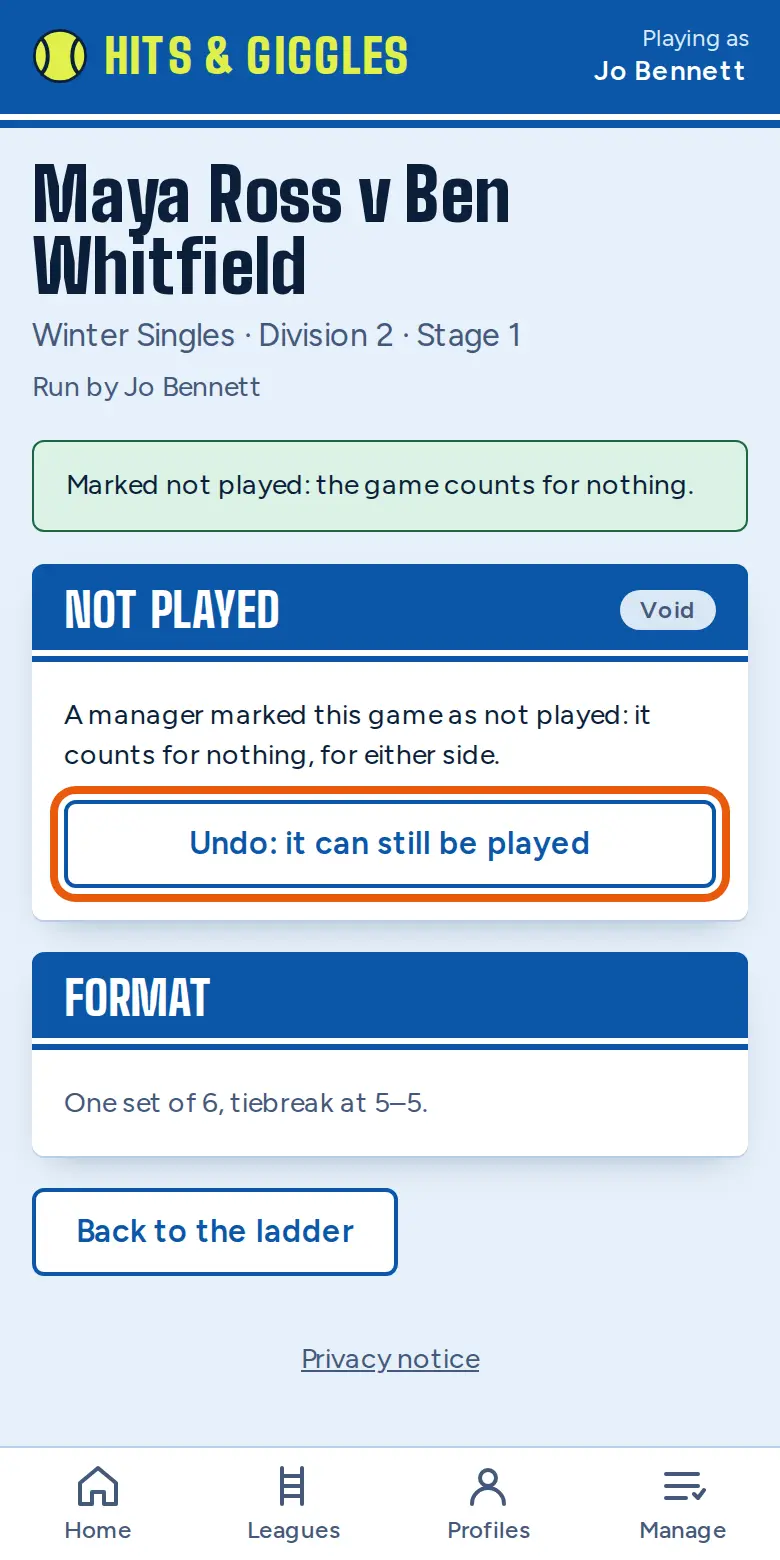 HITS & GIGGLES
Playing as
Jo Bennett
Maya Ross v Ben
Whitfield
Winter Singles · Division 2 · Stage 1
Run by Jo Bennett
Marked not played: the game counts for nothing.
NOT PLAYED
Void
A manager marked this game as not played: it
counts for nothing, for either side.
Undo: it can still be played
FORMAT
One set of 6, tiebreak at 5–5.
Back to the ladder
Privacy notice
Home
Leagues
Profiles
Manage